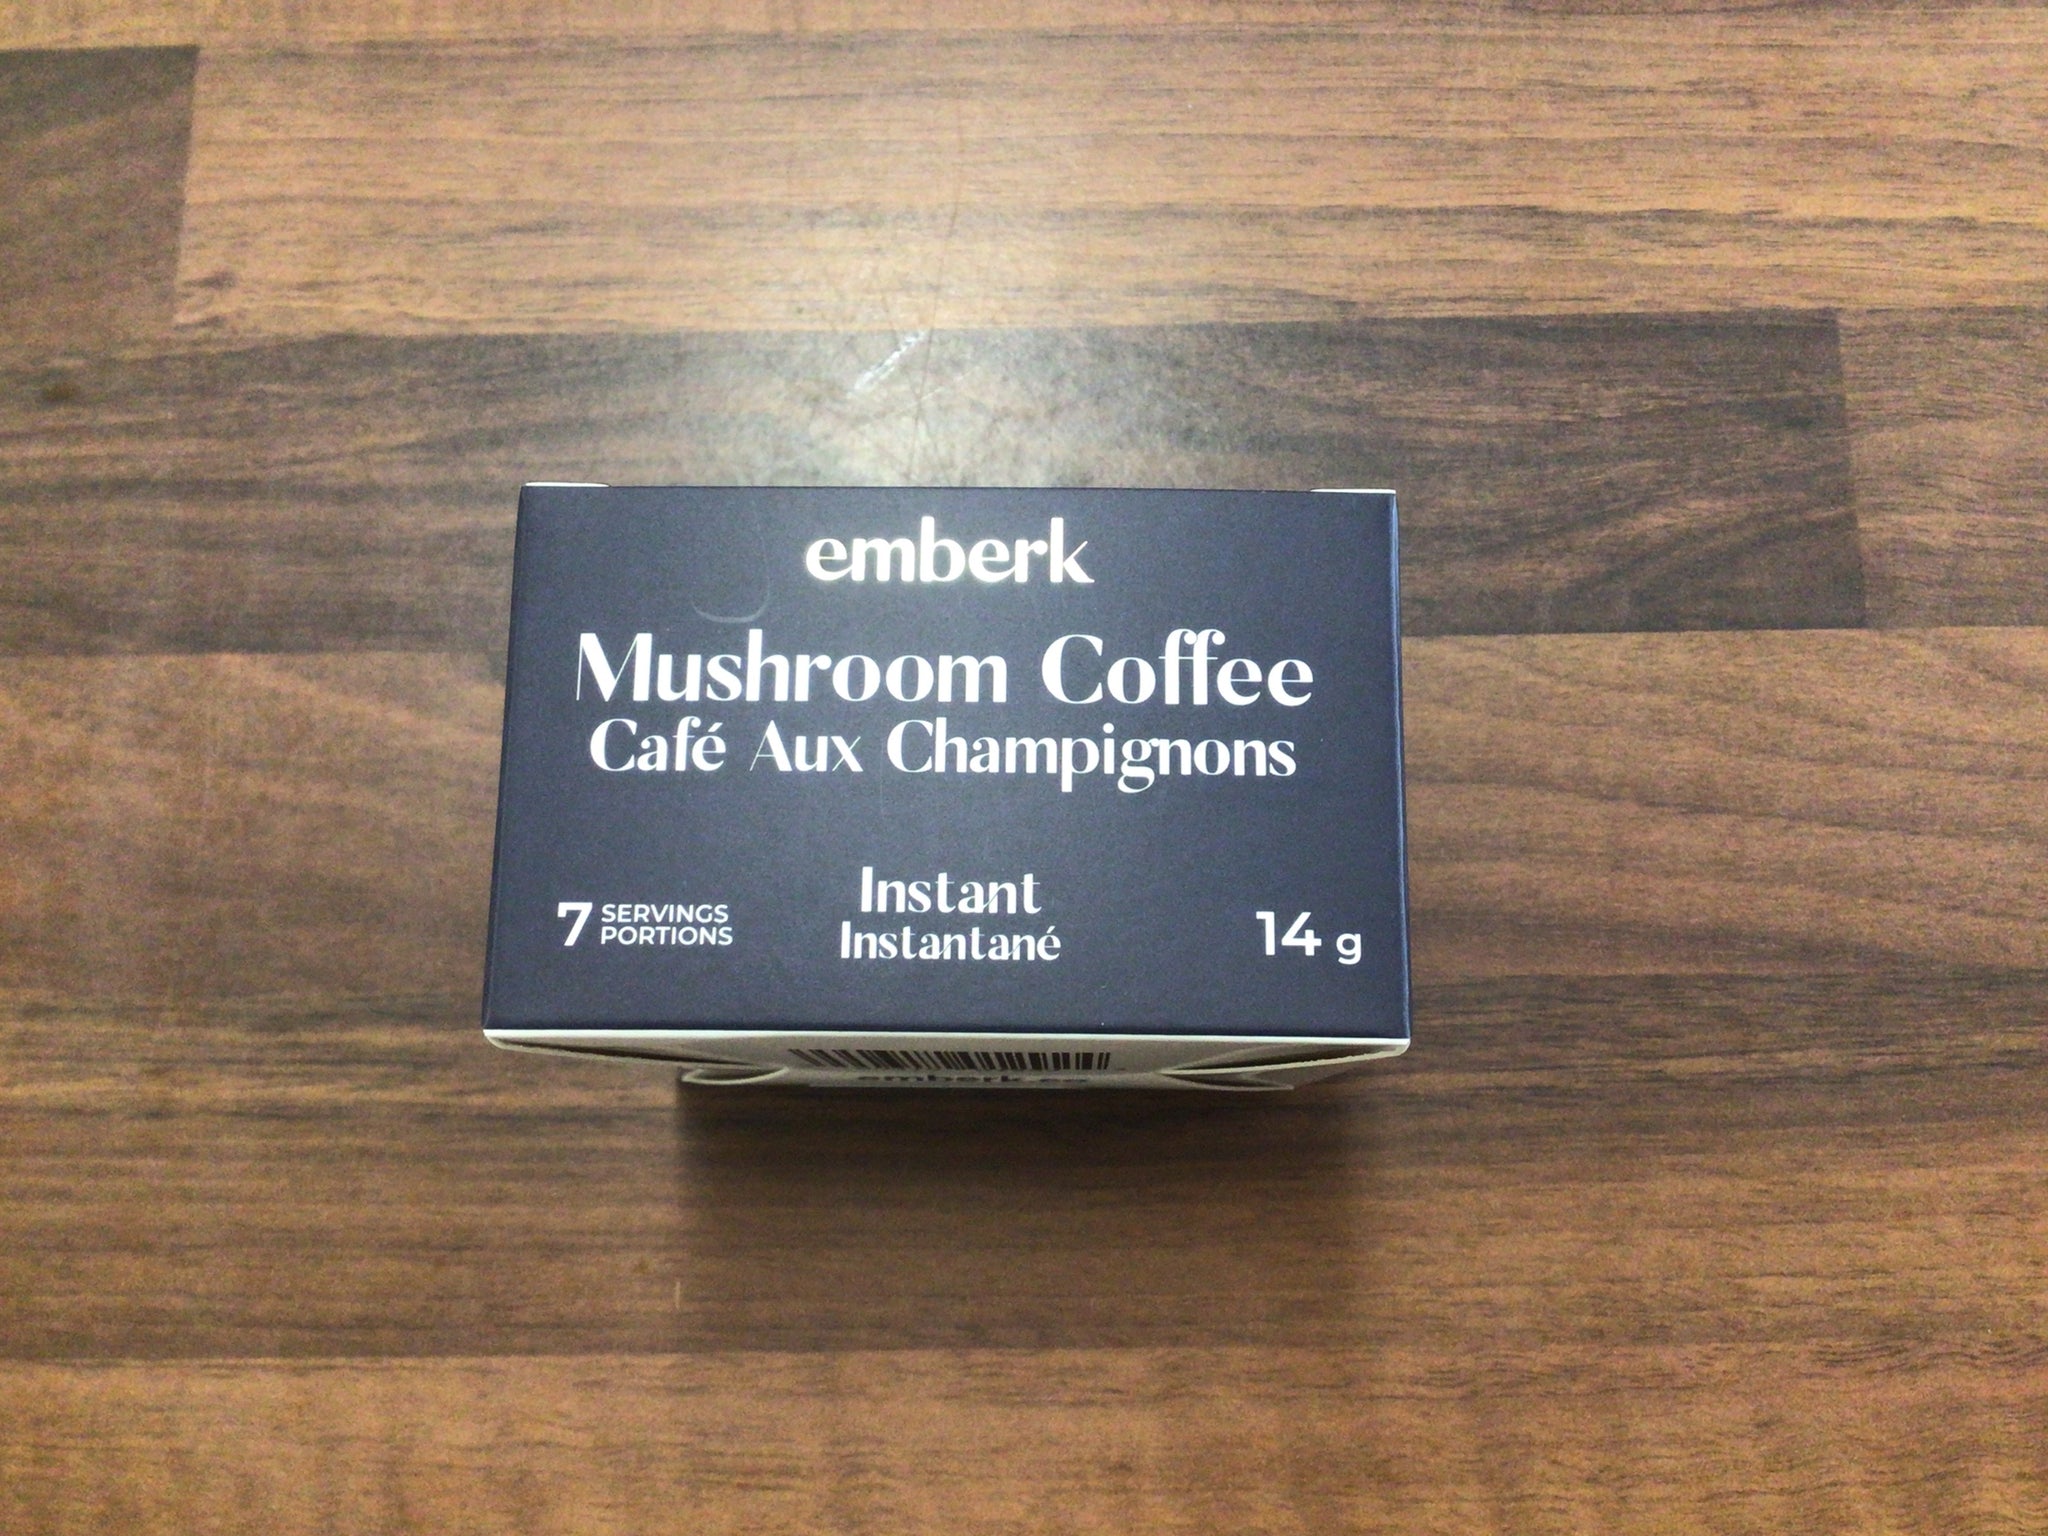 emberk
Mushroom Coffee
Café Aux Champignons
7 SERVINGS
PORTIONS
Instant
Instantané
14 g